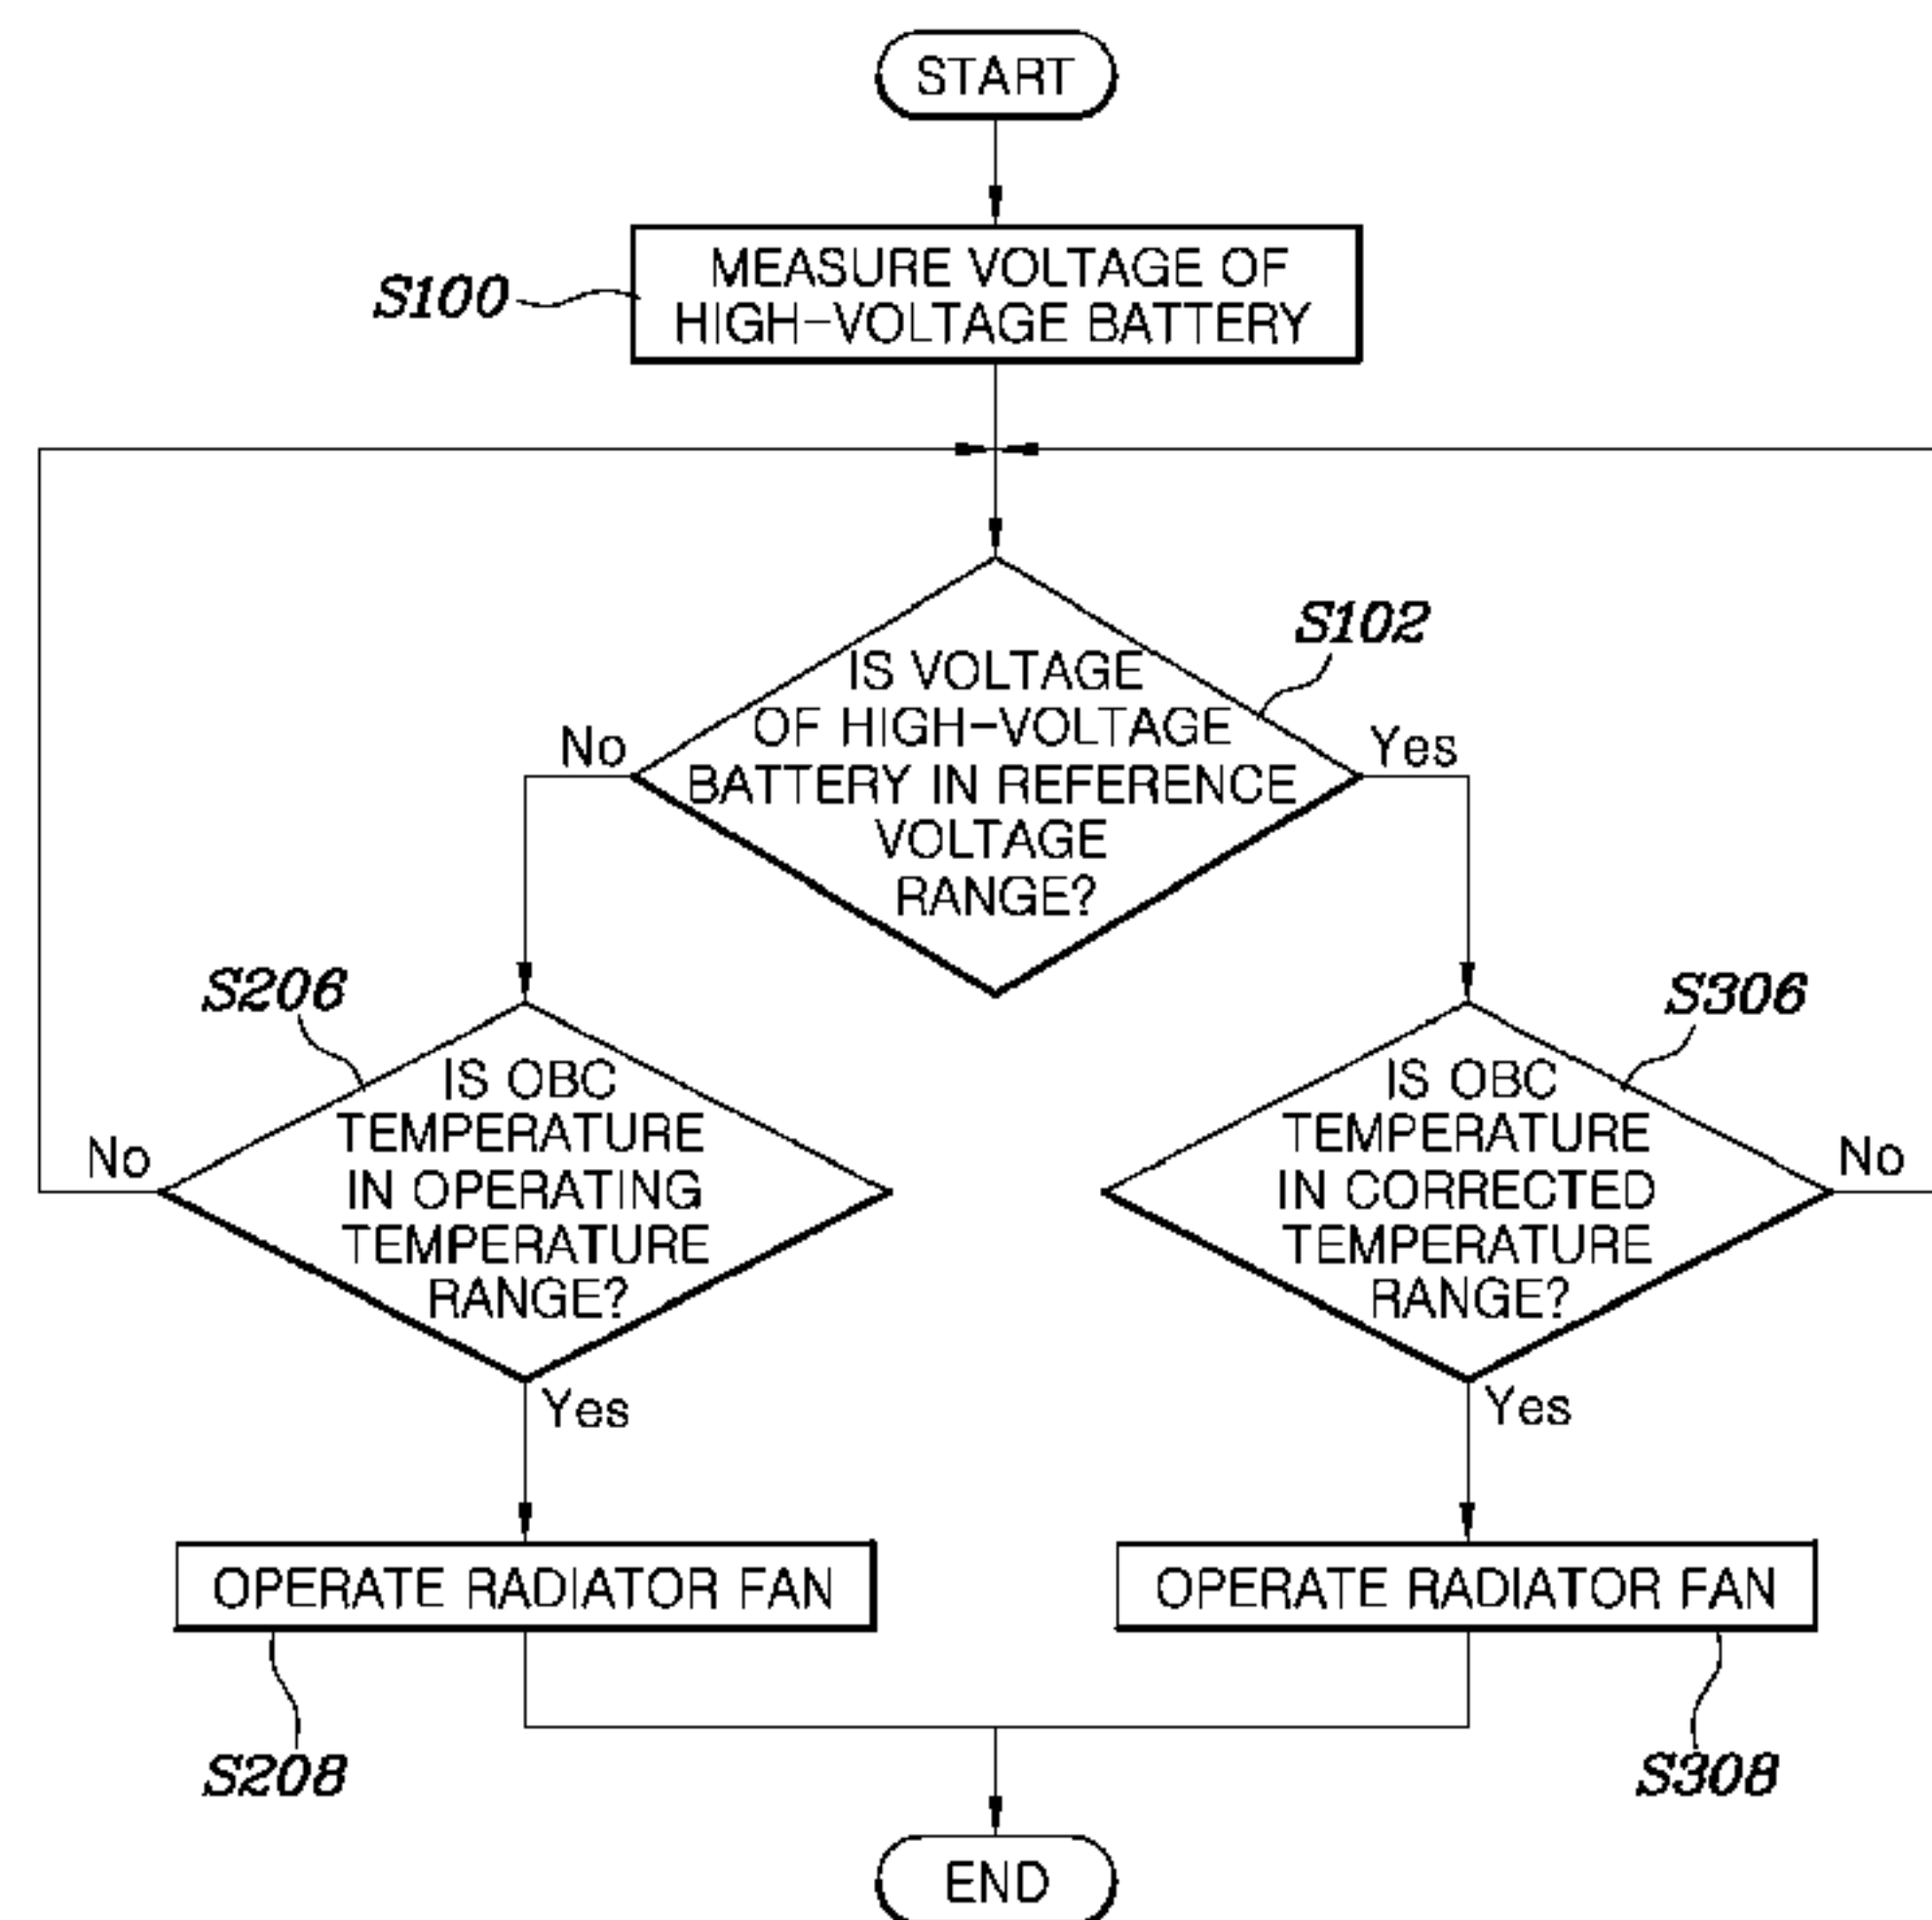 START
S100
MEASURE VOLTAGE OF
HIGH-VOLTAGE BATTERY
S102
IS VOLTAGE
OF HIGH-VOLTAGE
BATTERY IN REFERENCE
VOLTAGE
RANGE?
No
Yes
S206
IS OBC
TEMPERATURE
IN OPERATING
TEMPERATURE
RANGE?
No
Yes
S306
IS OBC
TEMPERATURE
IN CORRECTED
TEMPERATURE
RANGE?
No
Yes
OPERATE RADIATOR FAN
S208
OPERATE RADIATOR FAN
S308
END